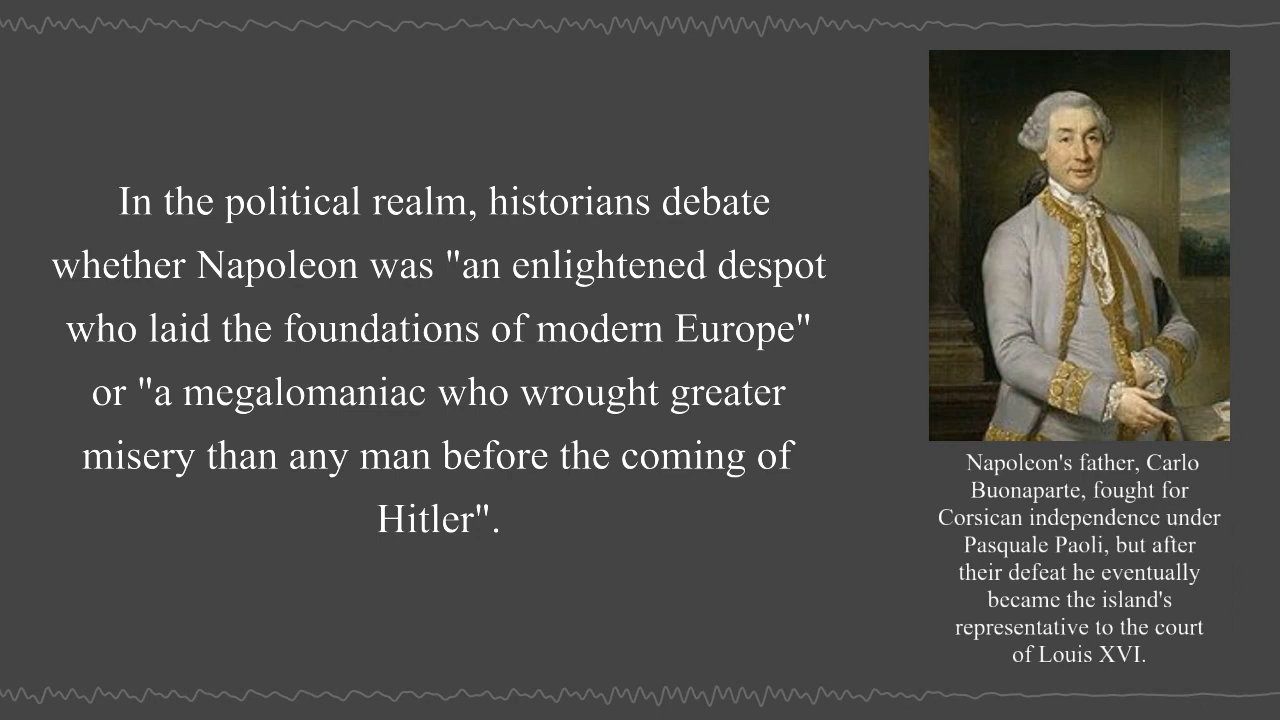 In the political realm, historians debate
whether Napoleon was "an enlightened despot
who laid the foundations of modern Europe"
or "a megalomaniac who wrought greater
misery than any man before the coming of
Hitler".
Napoleon's father, Carlo
Buonaparte, fought for
Corsican independence under
Pasquale Paoli, but after
their defeat he eventually
became the island's
representative to the court
of Louis XVI.